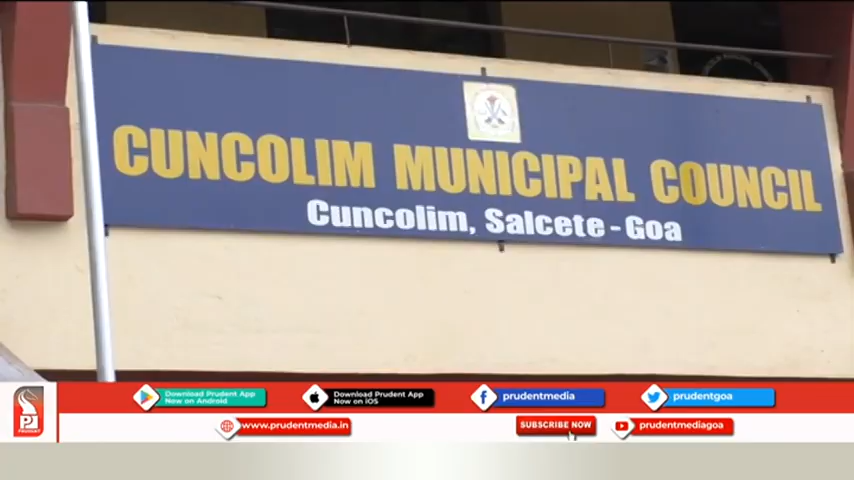 CUNCOLIM MUNICIPAL COUNCIL
Cuncolim, Salcete - Goa
Download Prudent App
Now on Android
Download Prudent App
Now on iOS
prudentmedia
prudentgoa
PRUDENT
www.prudentmedia.in
SUBSCRIBE NOW
prudentmediagoa